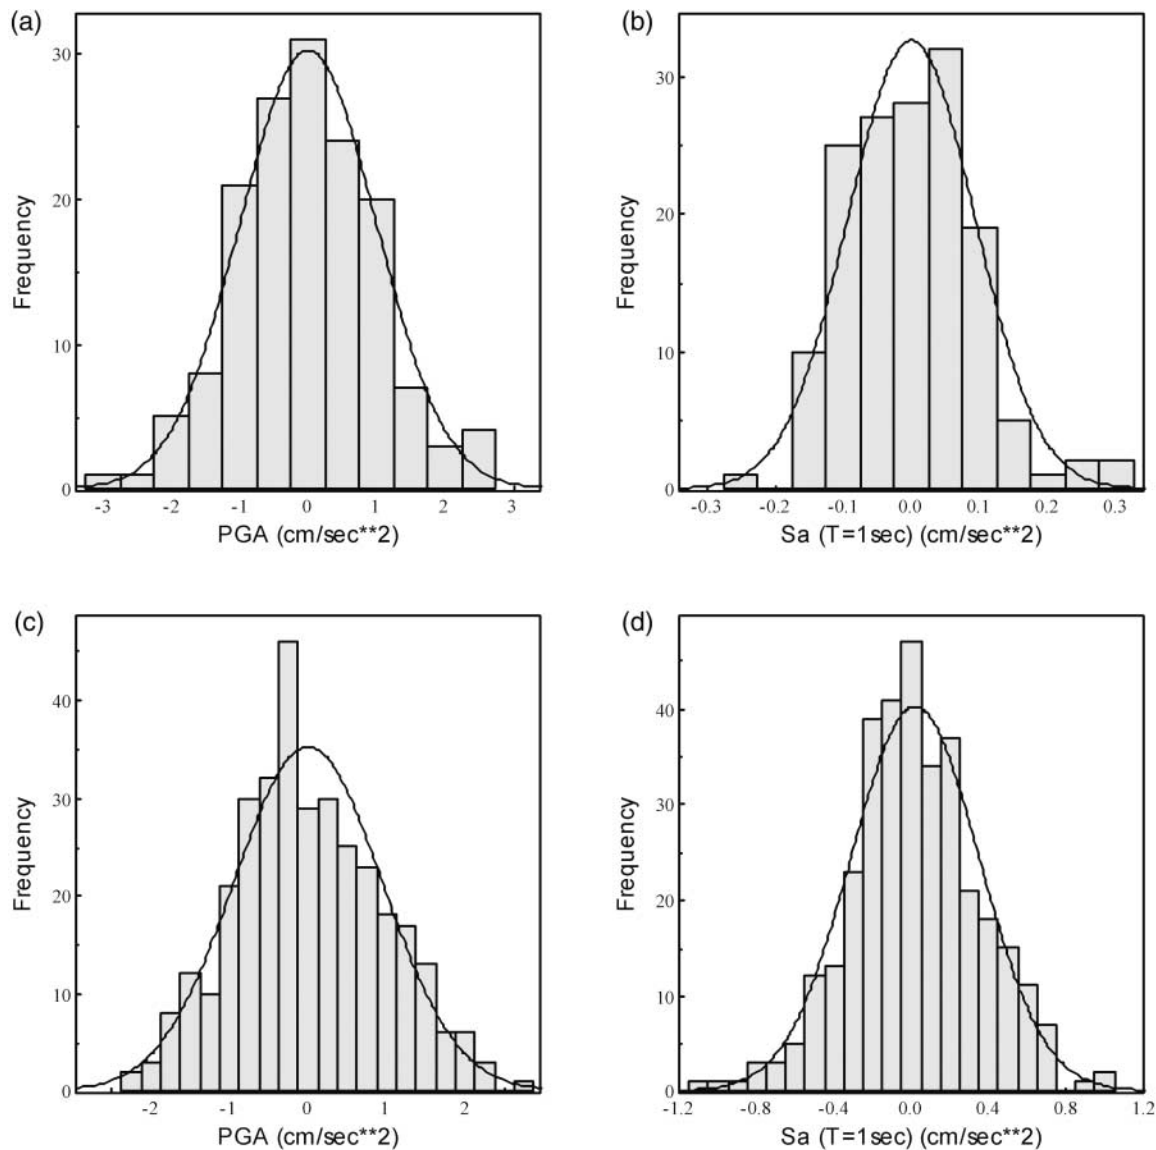 (a)
30
20
10
0
Frequency
-3 -2 -1 0 1 2 3
PGA (cm/sec**2)
(b)
30
20
10
0
Frequency
-0.3 -0.2 -0.1 0.0 0.1 0.2 0.3
Sa (T=1sec) (cm/sec**2)
(c)
40
30
20
10
0
Frequency
-2 -1 0 1 2
PGA (cm/sec**2)
(d)
40
30
20
10
0
Frequency
-1.2 -0.8 -0.4 0.0 0.4 0.8 1.2
Sa (T=1sec) (cm/sec**2)